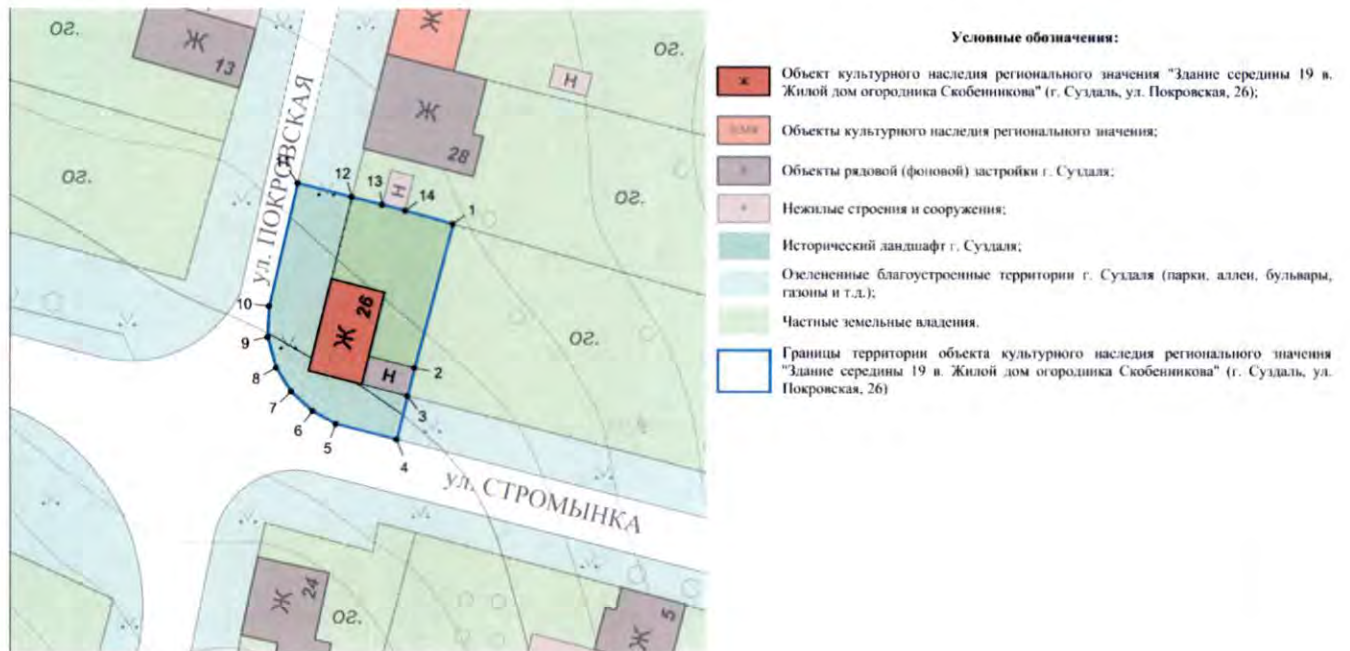 ог.
Ж
13
Ж
Ж
28
Н
ог.
ог.
ог.
ог.
ог.
ул. ПОКРОВСКАЯ
12
13
14
Н
1
10
9
8
7
6
5
4
3
2
Ж
26
Н
ул. СТРОМЫНКА
Ж
24
Ж
5
Условные обозначения:
Ж
Объект культурного наследия регионального значения "Здание середины 19 в.
Жилой дом огородника Скобенникова" (г. Суздаль, ул. Покровская, 26);
Объекты культурного наследия регионального значения;
Объекты рядовой (фоновой) застройки г. Суздаля;
Нежилые строения и сооружения;
Исторический ландшафт г. Суздаля;
Озелененные благоустроенные территории г. Суздаля (парки, аллеи, бульвары,
газоны и т.д.);
Частные земельные владения.
Границы территории объекта культурного наследия регионального значения
"Здание середины 19 в. Жилой дом огородника Скобенникова" (г. Суздаль, ул.
Покровская, 26)